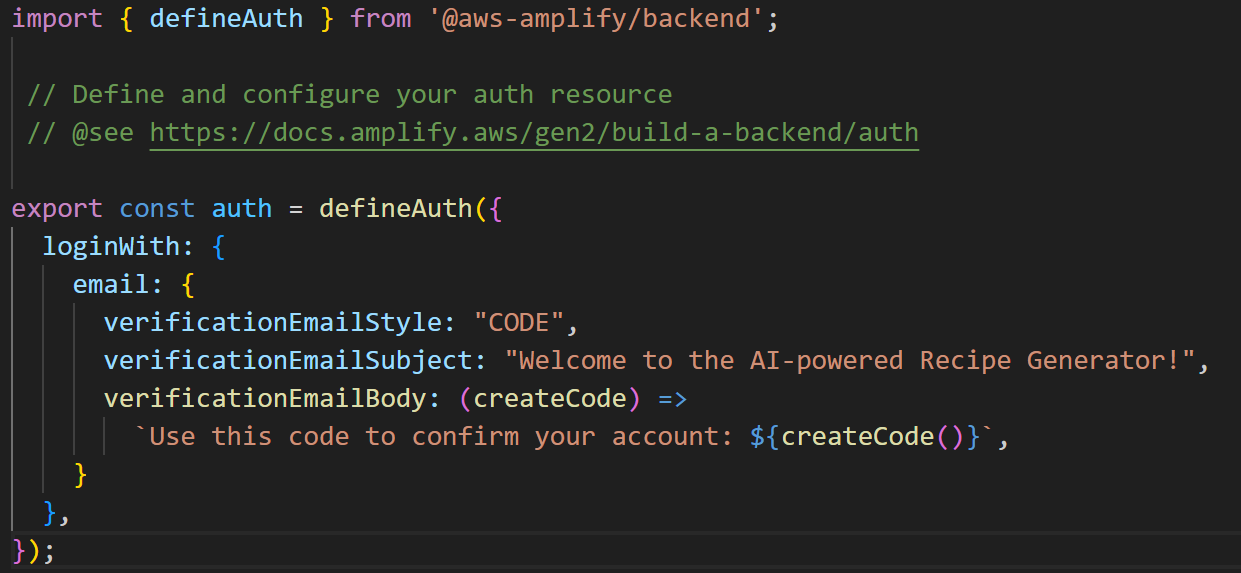 import { defineAuth } from '@aws-amplify/backend';
// Define and configure your auth resource
// @see https://docs.amplify.aws/gen2/build-a-backend/auth
export const auth = defineAuth({
loginWith: {
email: {
verificationEmailStyle: "CODE",
verificationEmailSubject: "Welcome to the AI-powered Recipe Generator!",
verificationEmailBody: (createCode) =>
`Use this code to confirm your account: ${createCode()}`,
}
},
});